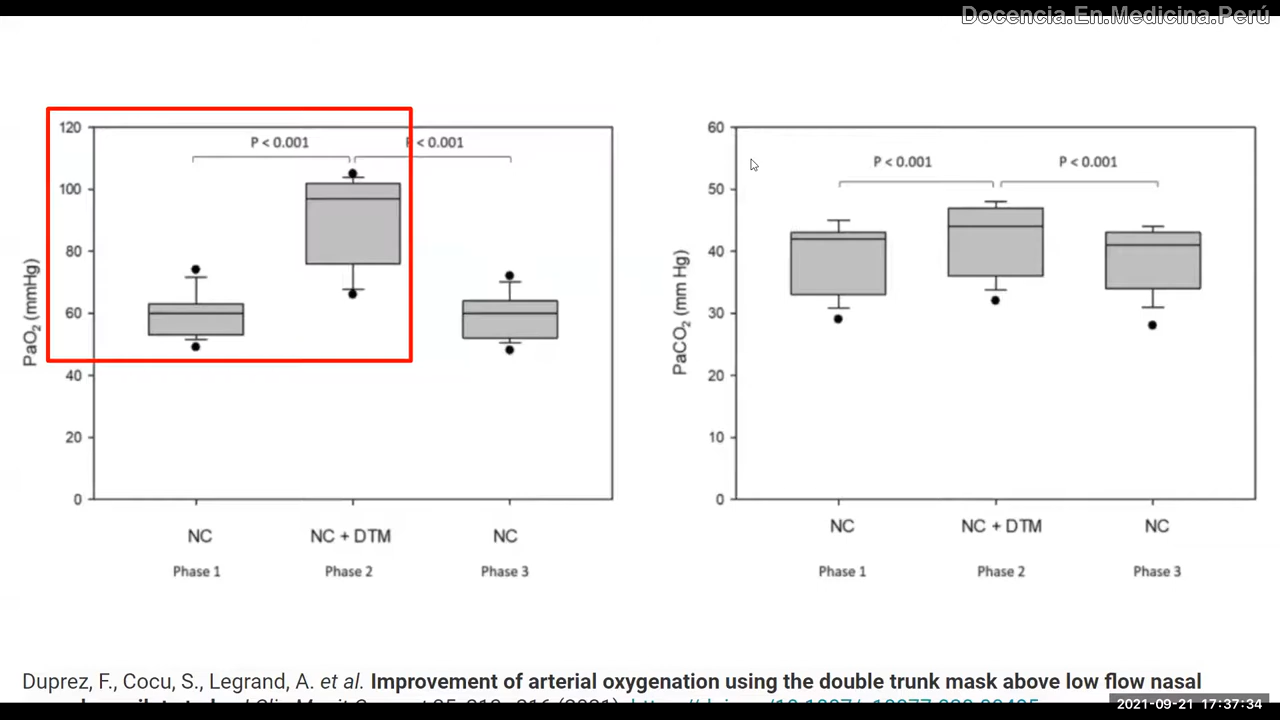 Docencia.En.Medicina.Perú
120
100
80
60
40
20
0
PaO2 (mmHg)
P < 0.001
P < 0.001
NC
NC + DTM
NC
Phase 1
Phase 2
Phase 3
60
50
40
30
20
10
0
PaCO2 (mm Hg)
P < 0.001
P < 0.001
NC
NC + DTM
NC
Phase 1
Phase 2
Phase 3
Duprez, F., Cocu, S., Legrand, A. et al. Improvement of arterial oxygenation using the double trunk mask above low flow nasal
2021-09-21 17:37:34